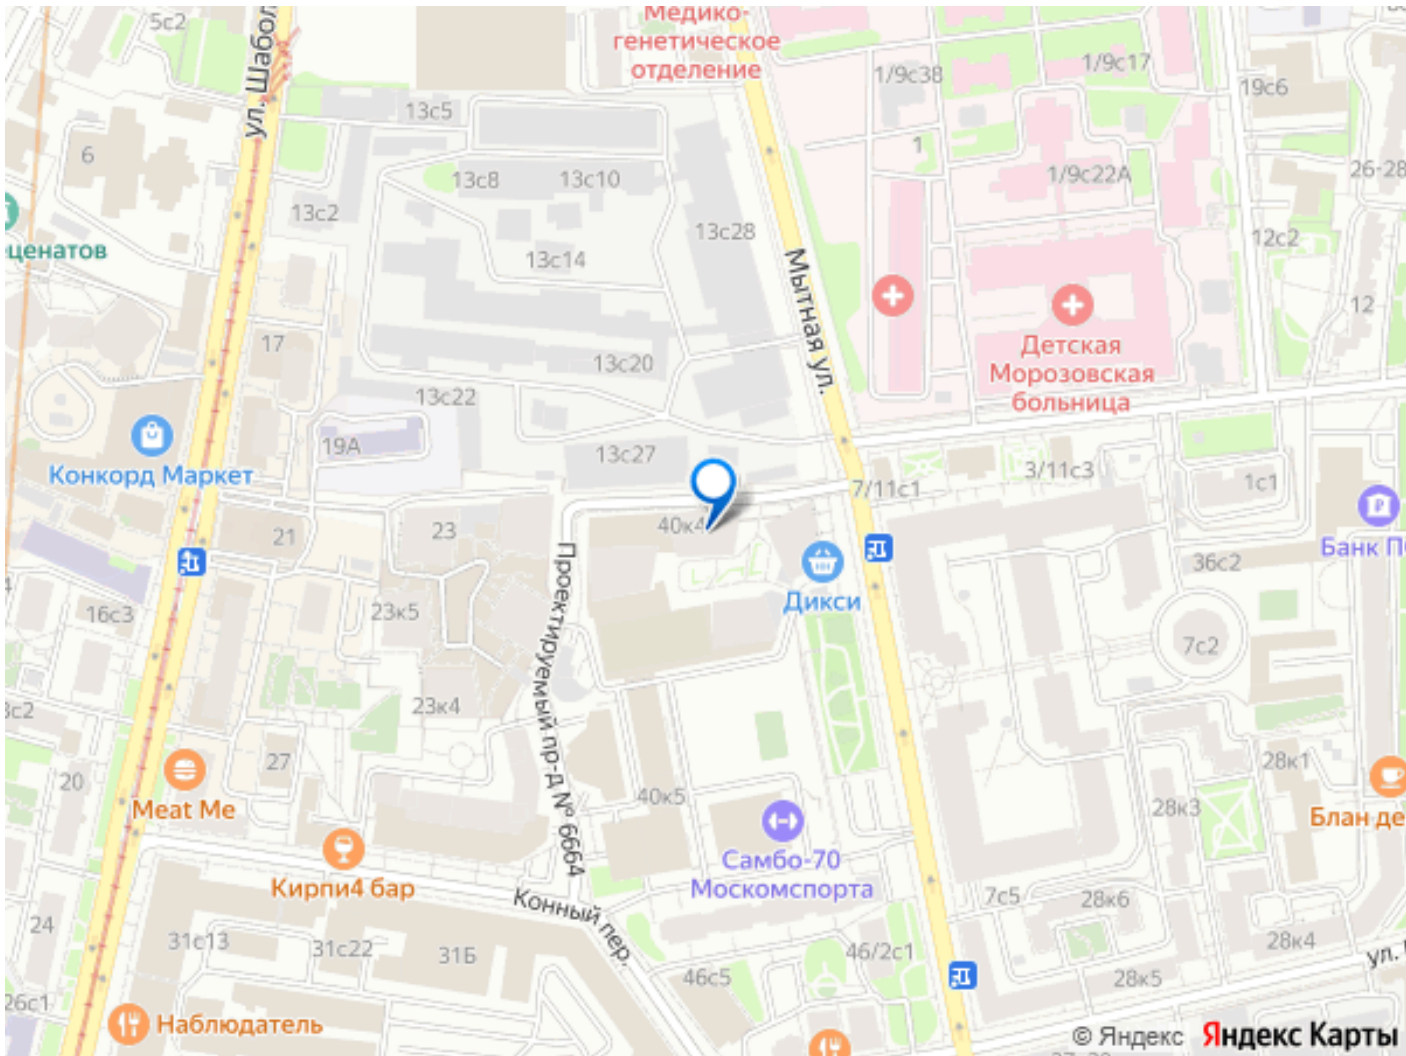 5с2
ул. Шабол
Медико-
генетическое
отделение
1/9с38
1/9с17
19с6
13с5
6
13с8
13с10
1
1/9с22А
26-28
13с2
13с28
12с2
ценатов
13с14
Мытная ул.
12
17
13с20
Детская
Морозовская
больница
13с22
19А
Конкорд Маркет
13с27
3/11с3
7/11с1
1с1
21
23
40к4
Банк П
36с2
Дикси
16с3
23к5
Проектируемый пр-д № 6664
7с2
23к4
3с2
27
20
28к1
Meat Me
40к5
28к3
Блан де
Самбо-70
Москомспорта
Кирпи4 бар
Конный пер.
7с5
28к6
24
31с13
31с22
31Б
46/2с1
28к4
ул.
46с5
28к5
26с1
Наблюдатель
© Яндекс Яндекс Карты